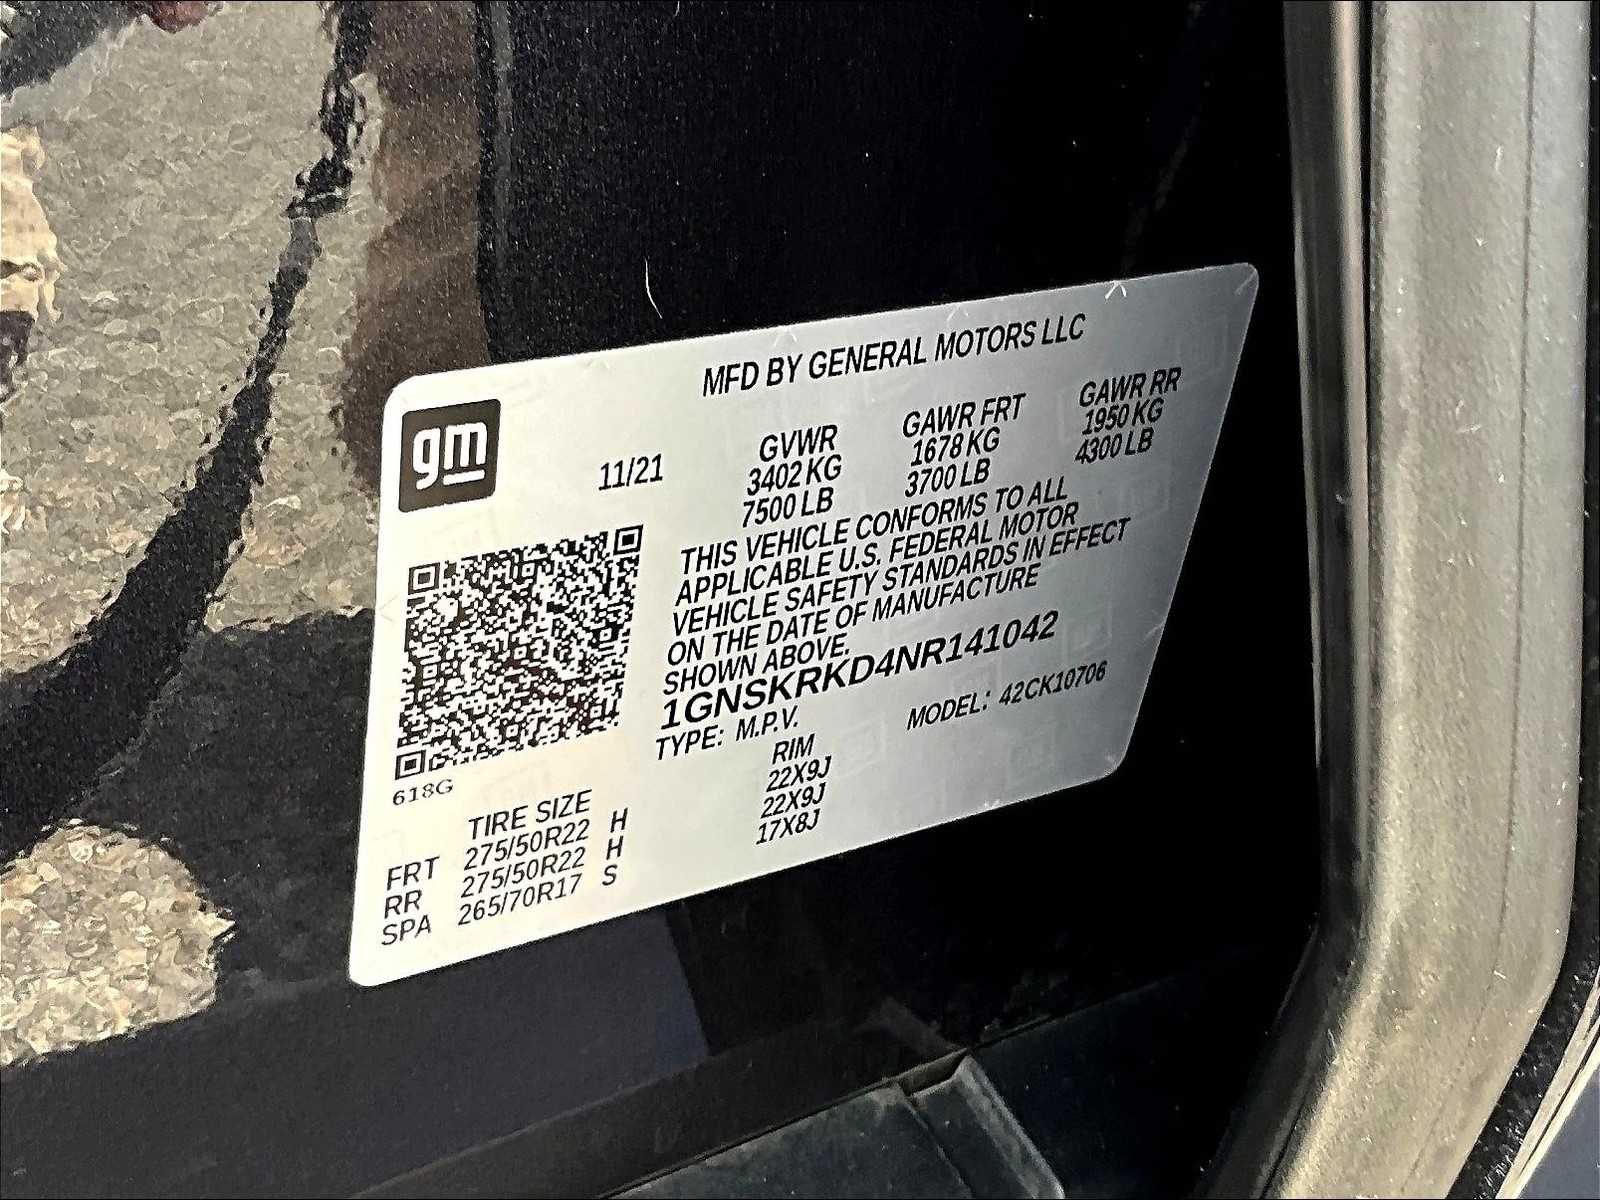 MFD BY GENERAL MOTORS LLC
gm
11/21
GVWR
3402 KG
7500 LB
GAWR FRT
1678 KG
3700 LB
GAWR RR
1950 KG
4300 LB
THIS VEHICLE CONFORMS TO ALL
APPLICABLE U.S. FEDERAL MOTOR
VEHICLE SAFETY STANDARDS IN EFFECT
ON THE DATE OF MANUFACTURE
SHOWN ABOVE.
1GNSKRKD4NR141042
TYPE: M.P.V. MODEL: 42CK10706
618G
TIRE SIZE RIM
FRT 275/50R22 H 22X9J
RR 275/50R22 H 22X9J
SPA 265/70R17 S 17X8J